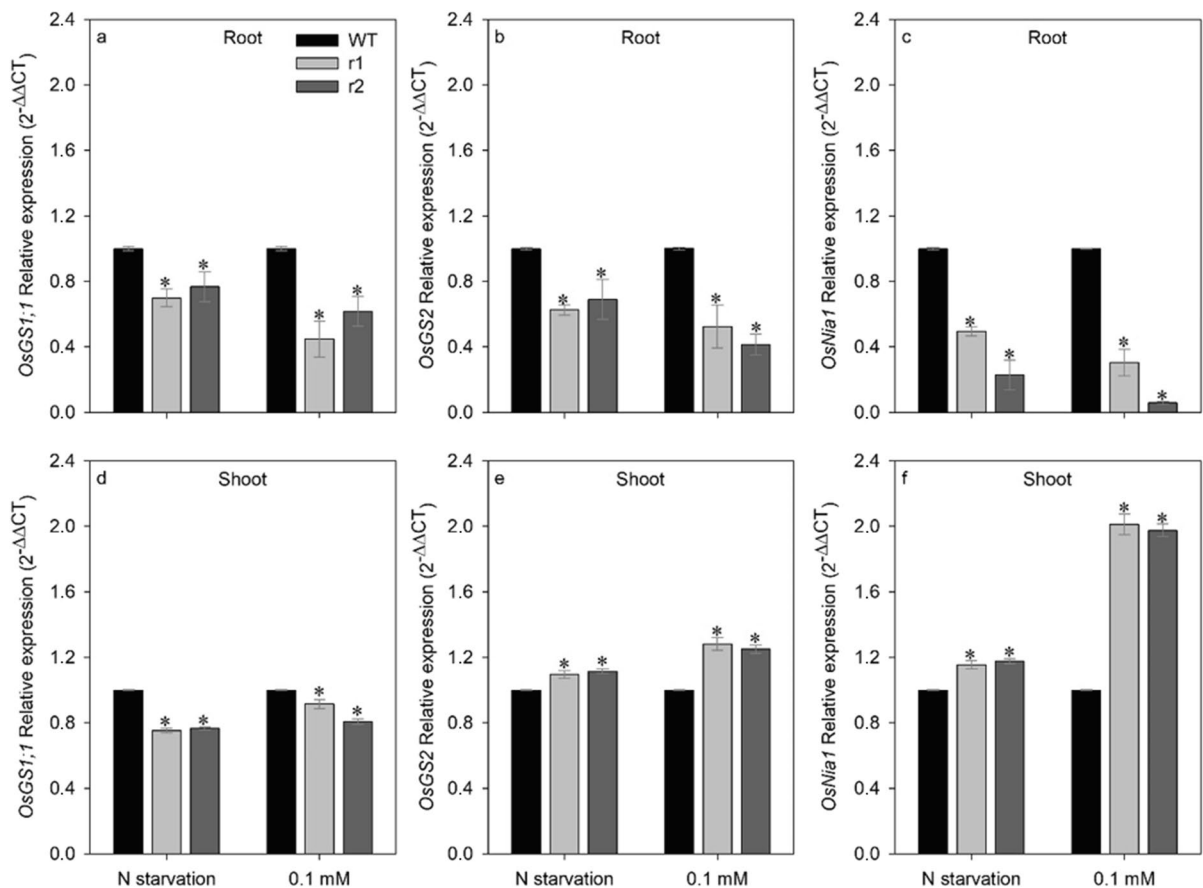 a
Root
WT
r1
r2
OsGS1;1 Relative expression (2^-ΔΔCT)
2.4
2.0
1.6
1.2
0.8
0.4
0.0
* * * *
b
Root
OsGS2 Relative expression (2^-ΔΔCT)
2.4
2.0
1.6
1.2
0.8
0.4
0.0
* * * *
c
Root
OsNia1 Relative expression (2^-ΔΔCT)
2.4
2.0
1.6
1.2
0.8
0.4
0.0
* * * *
d
Shoot
OsGS1;1 Relative expression (2^-ΔΔCT)
2.4
2.0
1.6
1.2
0.8
0.4
0.0
* * * *
N starvation
0.1 mM
e
Shoot
OsGS2 Relative expression (2^-ΔΔCT)
2.4
2.0
1.6
1.2
0.8
0.4
0.0
* * * *
N starvation
0.1 mM
f
Shoot
OsNia1 Relative expression (2^-ΔΔCT)
2.4
2.0
1.6
1.2
0.8
0.4
0.0
* * * *
N starvation
0.1 mM